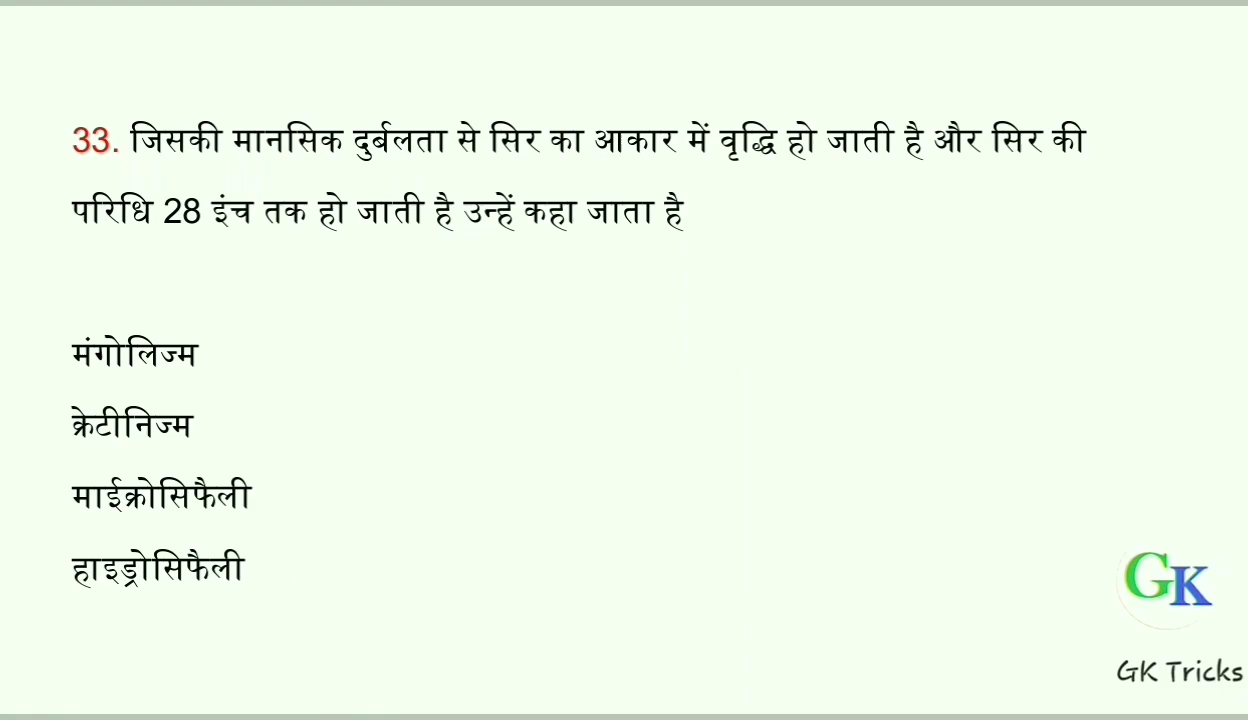 33. जिसकी मानसिक दुर्बलता से सिर का आकार में वृद्धि हो जाती है और सिर की
परिधि 28 इंच तक हो जाती है उन्हें कहा जाता है
मंगोलिज्म
क्रेटीनिज्म
माईक्रोसिफैली
हाइड्रोसिफैली
GK
GK Tricks